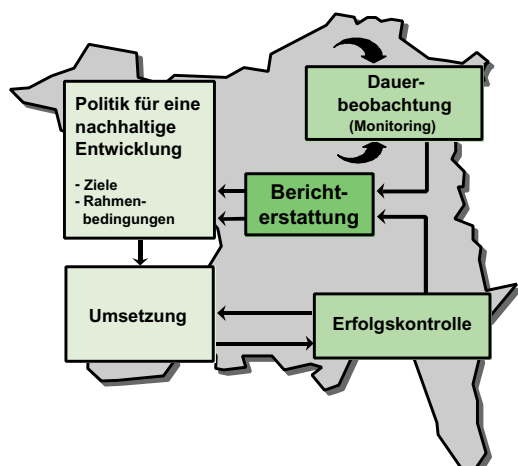 Politik für eine
nachhaltige
Entwicklung
- Ziele
- Rahmen-
bedingungen
Dauer-
beobachtung
(Monitoring)
Bericht-
erstattung
Umsetzung
Erfolgskontrolle